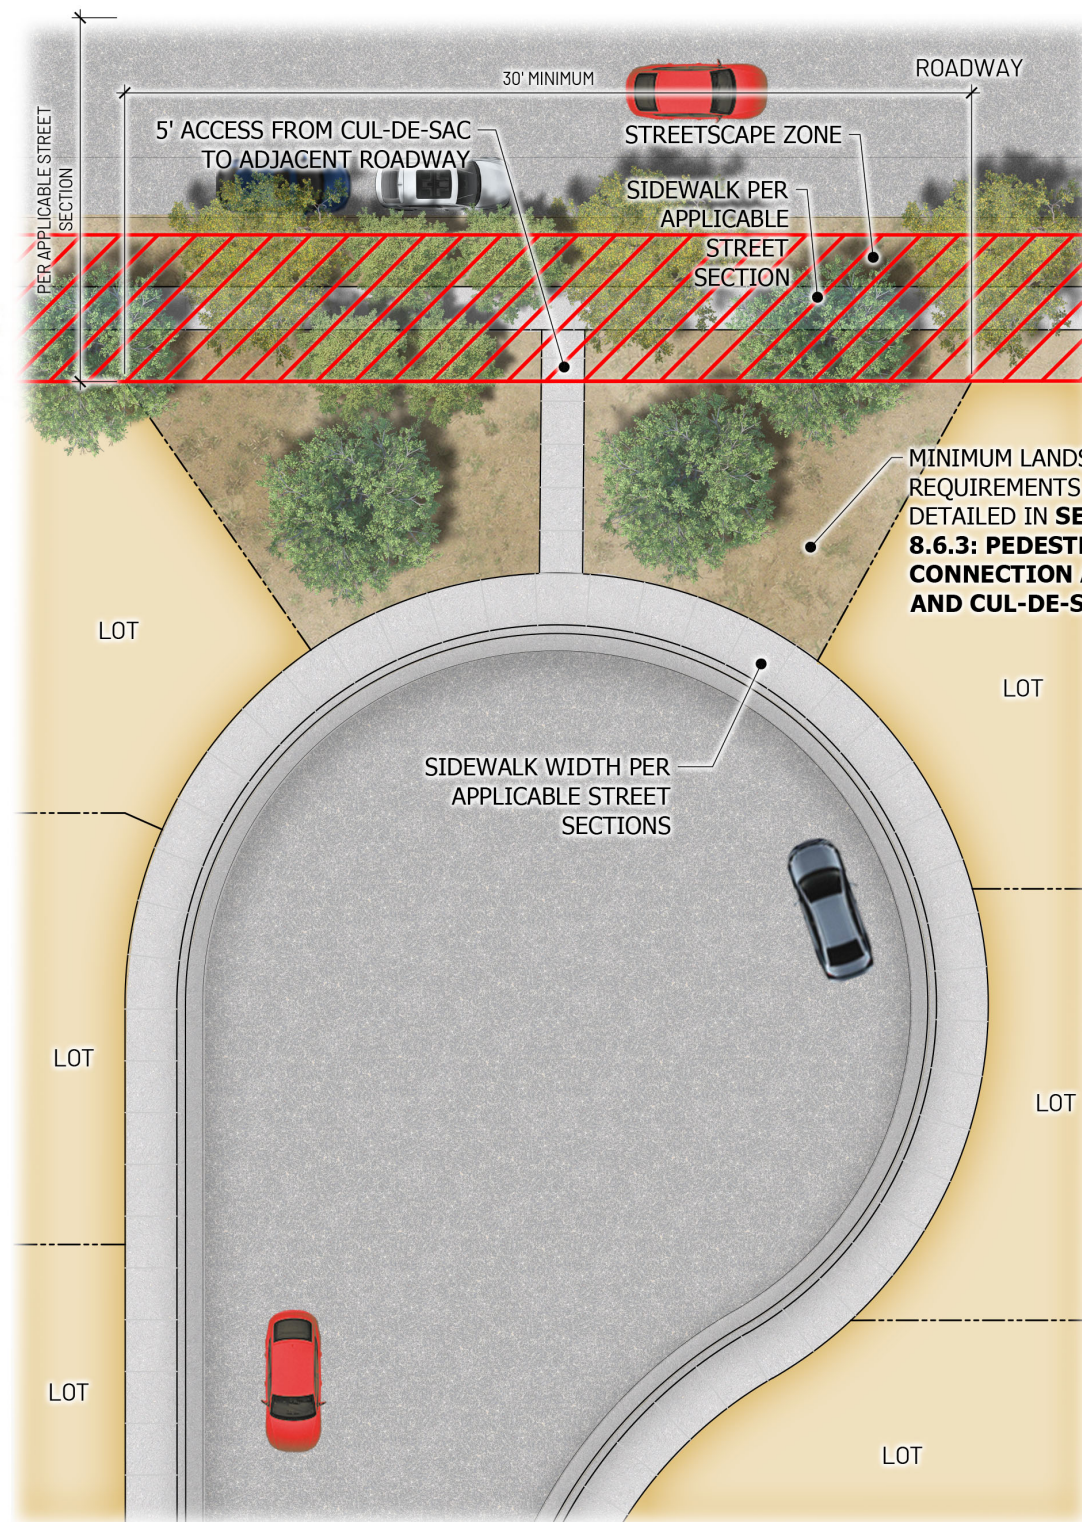 30' MINIMUM
ROADWAY
PER APPLICABLE STREET
SECTION
5' ACCESS FROM CUL-DE-SAC
TO ADJACENT ROADWAY
STREETSCAPE ZONE
SIDEWALK PER
APPLICABLE
STREET
SECTION
MINIMUM
REQUIREMENTS
DETAILED IN
8.6.3:
CONNECTION
AND
LOT
LOT
SIDEWALK WIDTH PER
APPLICABLE STREET
SECTIONS
LOT
LOT
LOT
LOT